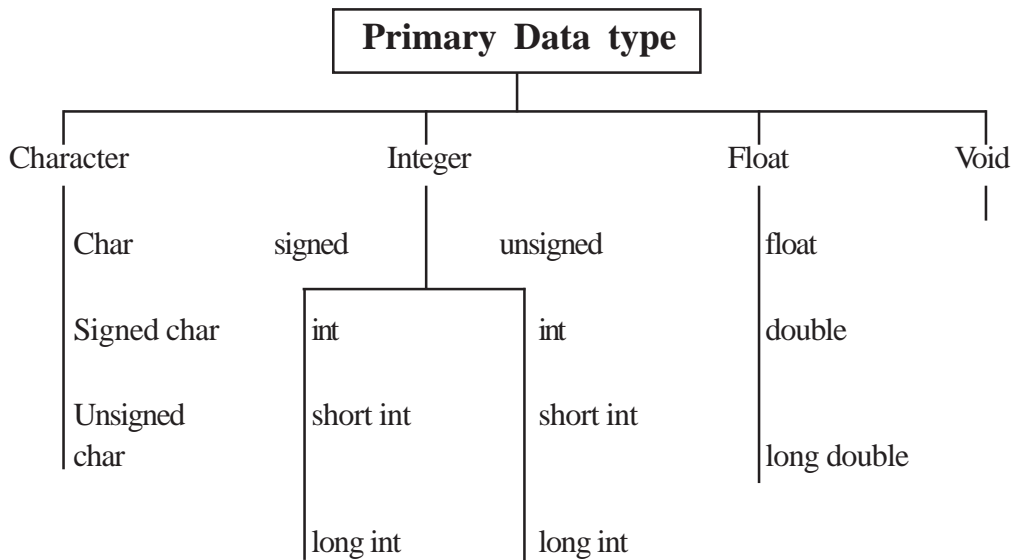 Primary Data type
Character Integer Float Void
Char signed unsigned float
Signed char int int double
Unsigned short int short int
char long double
long int long int